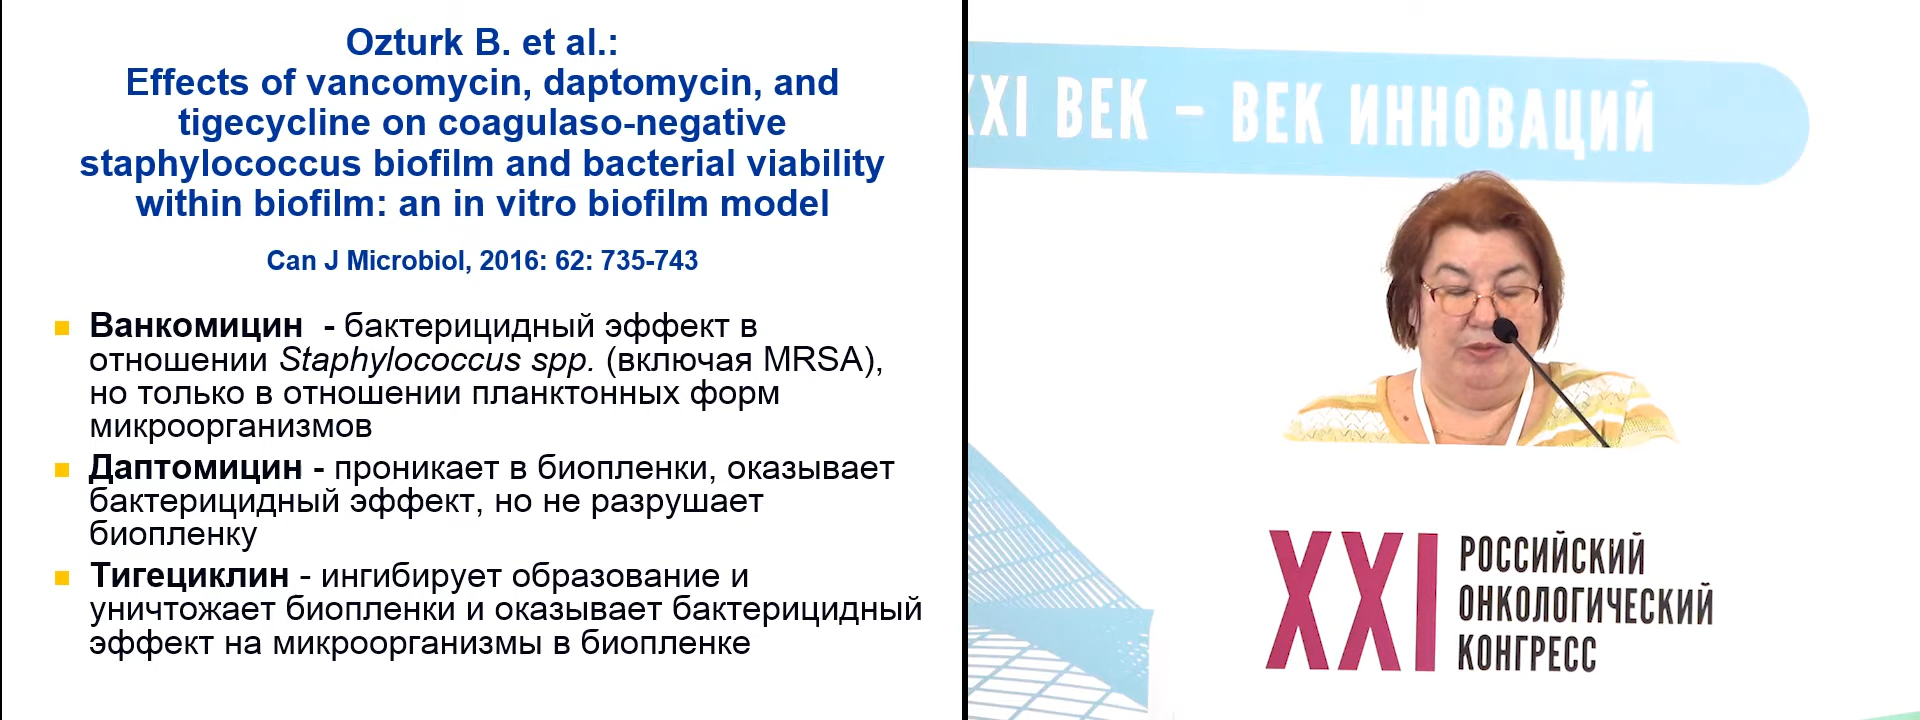 Ozturk B. et al.:
Effects of vancomycin, daptomycin, and
tigecycline on coagulaso-negative
staphylococcus biofilm and bacterial viability
within biofilm: an in vitro biofilm model
Can J Microbiol, 2016: 62: 735-743
Ванкомицин - бактерицидный эффект в
отношении Staphylococcus spp. (включая MRSA),
но только в отношении планктонных форм
микроорганизмов
Даптомицин - проникает в биопленки, оказывает
бактерицидный эффект, но не разрушает
биопленку
Тигециклин - ингибирует образование и
уничтожает биопленки и оказывает бактерицидный
эффект на микроорганизмы в биопленке
XXI ВЕК – ВЕК ИННОВАЦИЙ
XXI
РОССИЙСКИЙ
ОНКОЛОГИЧЕСКИЙ
КОНГРЕСС